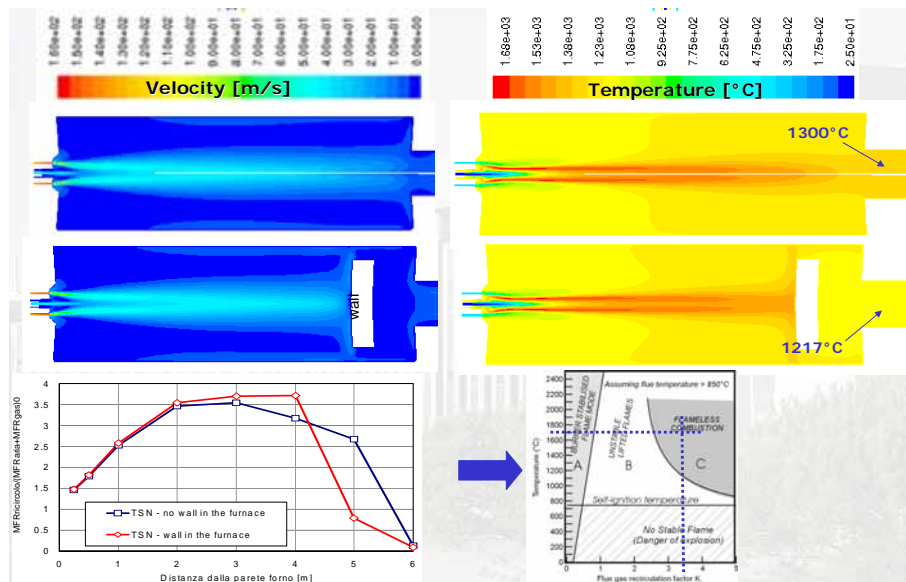 1.60e+02
1.50e+02
1.40e+02
1.30e+02
1.20e+02
1.10e+02
1.00e+02
9.00e+01
8.00e+01
7.00e+01
6.00e+01
5.00e+01
4.00e+01
3.00e+01
2.00e+01
1.00e+01
0.00e+00
Velocity [m/s]
1.68e+03
1.53e+03
1.38e+03
1.23e+03
1.08e+03
9.25e+02
7.75e+02
6.25e+02
4.75e+02
3.25e+02
1.75e+02
2.50e+01
Temperature [°C]
1300°C
wall
1217°C
MFRricircolo/(MFRaria+MFRgas)0
4
3.5
3
2.5
2
1.5
1
0.5
0
0 1 2 3 4 5 6
TSN - no wall in the furnace
TSN - wall in the furnace
Distanza dalla parete forno [m]
Temperature (°C)
2400
2200
2000
1800
1600
1400
1200
1000
800
600
400
200
0
Assuming flue temperature > 850°C
BURNER STABILISED
FLAME MODE
UNSTABLE
LIFTED FLAMES
FLAMELESS
COMBUSTION
A
B
C
Self-ignition temperature
No Stable Flame
(Danger of explosion)
0 1 2 3 4 5
Flue gas recirculation factor K.